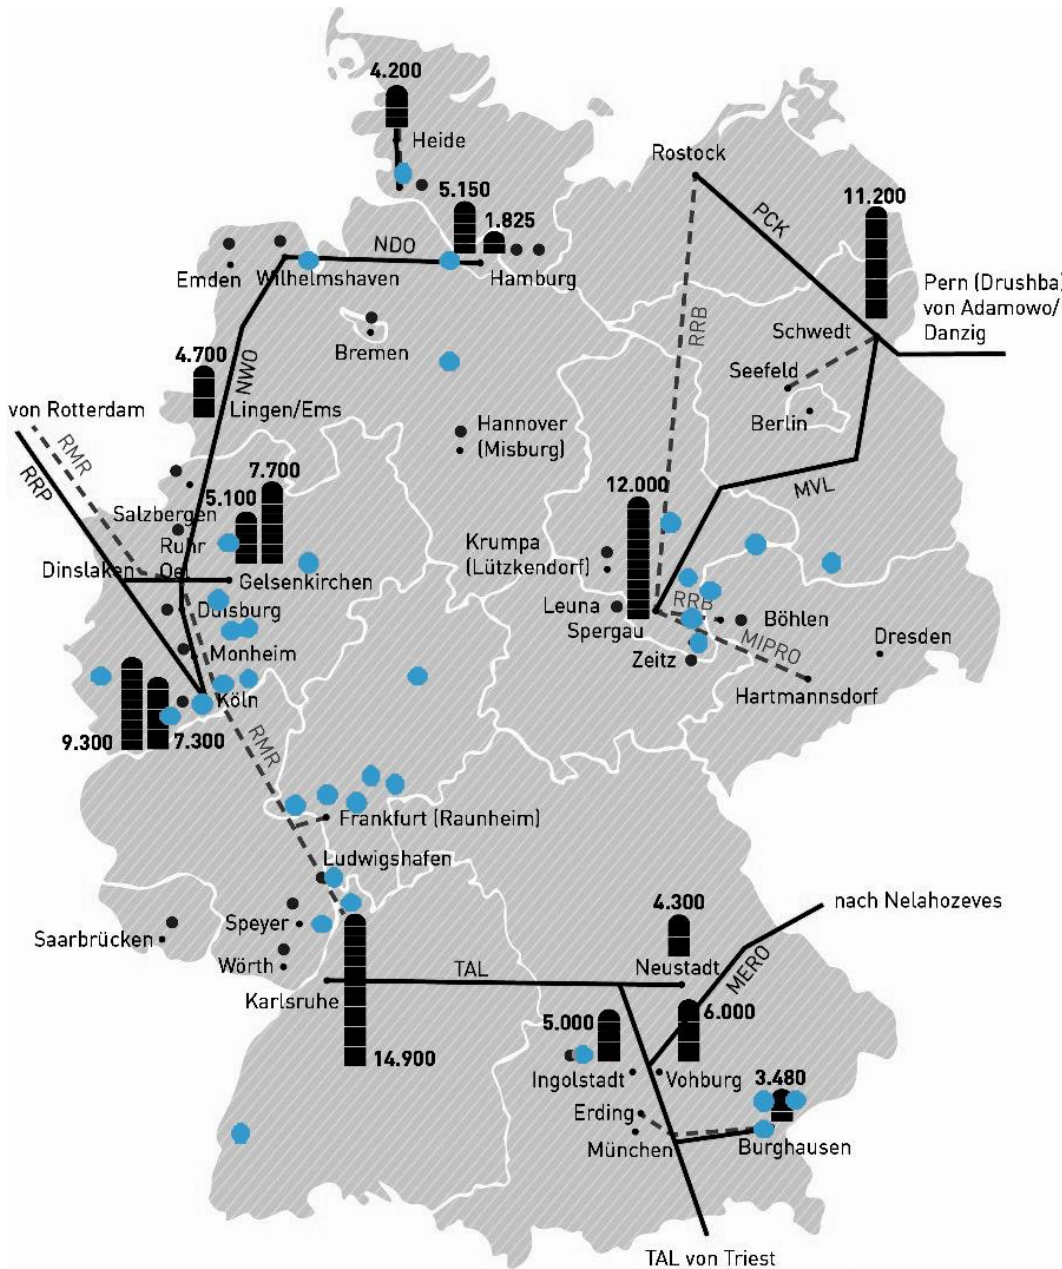 4.200
Heide
Rostock
5.150
1.825
PCK
11.200
NDO
Emden
Wilhelmshaven
Hamburg
Pern (Drushba)
von Adamowo/
Danzig
RRB
Schwedt
Bremen
4.700
NWO
Seefeld
von Rotterdam
Lingen/Ems
Berlin
RMR
Hannover
(Misburg)
RRP
7.700
12.000
MVL
5.100
Salzbergen
Ruhr
Oel
Krumpa
(Lützkendorf)
Dinslaken
Gelsenkirchen
Leuna
Spergau
RRB
Böhlen
Duisburg
MIPRO
Dresden
Monheim
Zeitz
Hartmannsdorf
Köln
9.300
7.300
RMR
Frankfurt (Raunheim)
Ludwigshafen
4.300
nach Nelahozeves
Speyer
Saarbrücken
Wörth
TAL
Neustadt
MERO
Karlsruhe
5.000
6.000
14.900
Ingolstadt
Vohburg
3.480
Erding
München
Burghausen
TAL von Triest